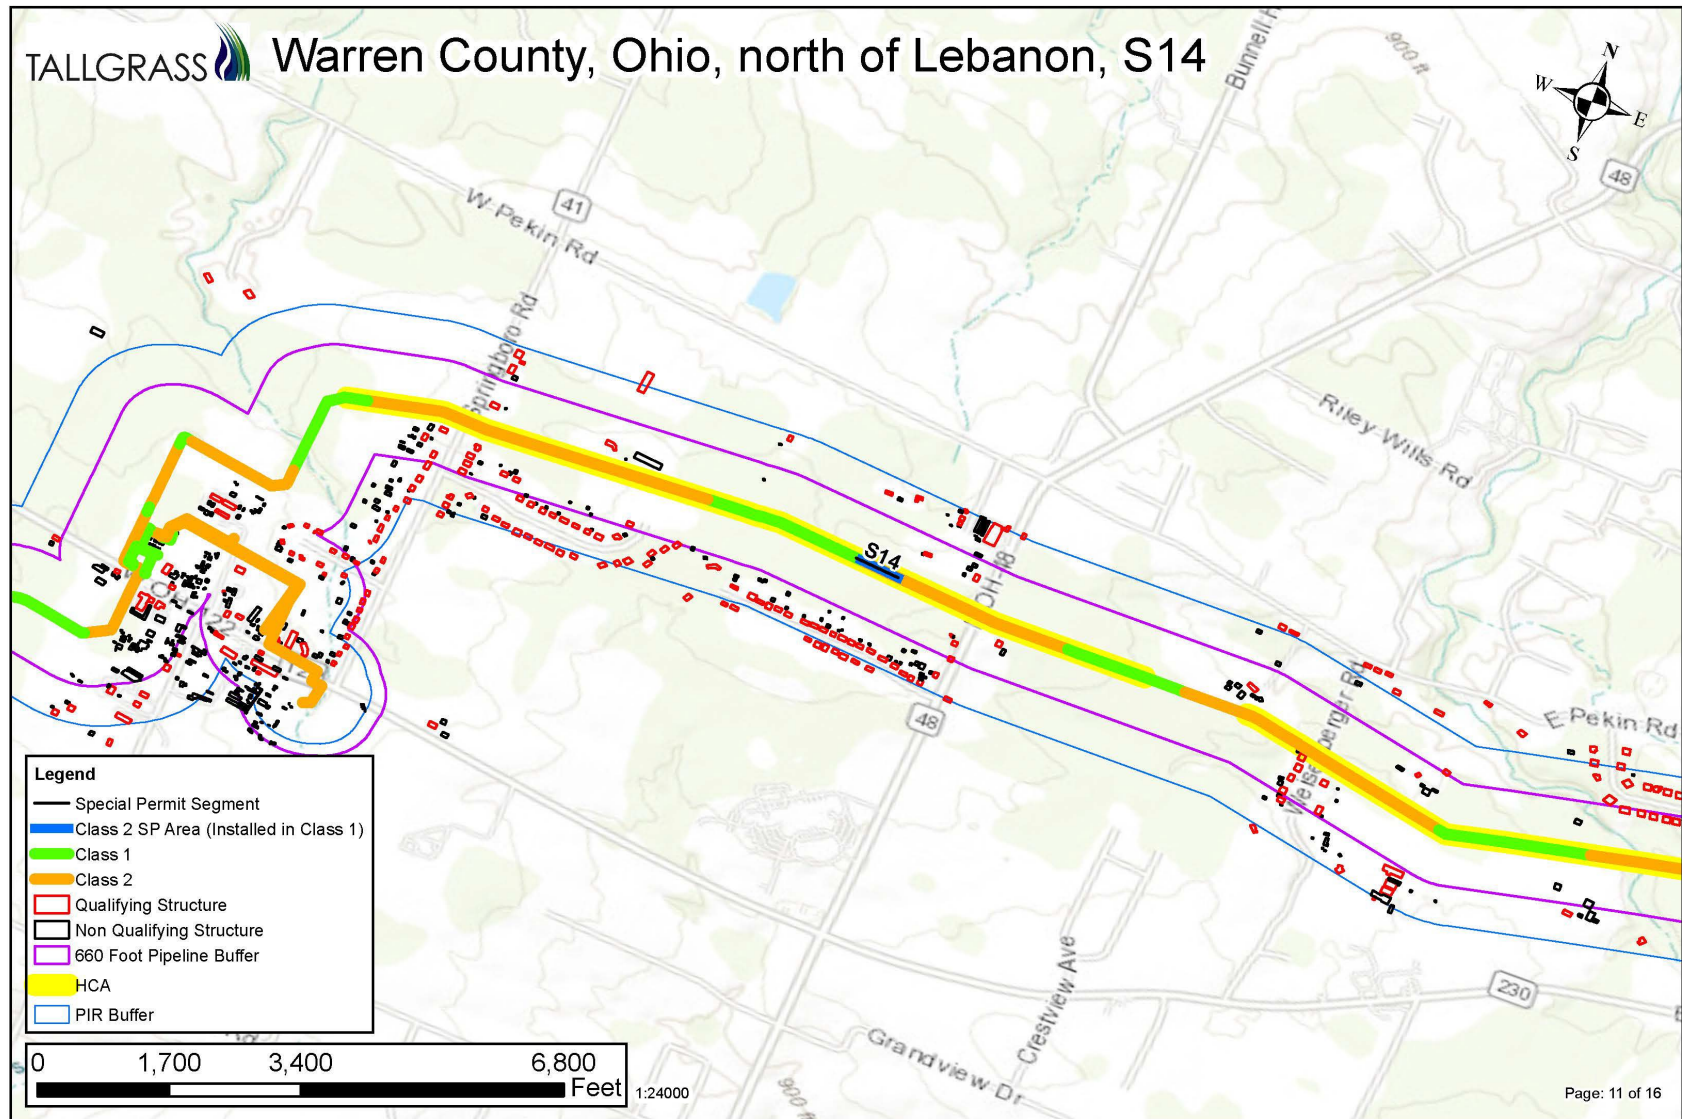 TALLGRASS
Warren County, Ohio, north of Lebanon, S14
N
W
E
S
900 ft
48
41
W Pekin Rd
Springboro Rd
Riley Wills Rd
S14
OH-48
48
Weisenberger Rd
E Pekin Rd
Legend
Special Permit Segment
Class 2 SP Area (Installed in Class 1)
Class 1
Class 2
Qualifying Structure
Non Qualifying Structure
660 Foot Pipeline Buffer
HCA
PIR Buffer
230
Crestview Ave
Grandview Dr
900 ft
Rd
0 1,700 3,400 6,800
Feet
1:24000
Page: 11 of 16